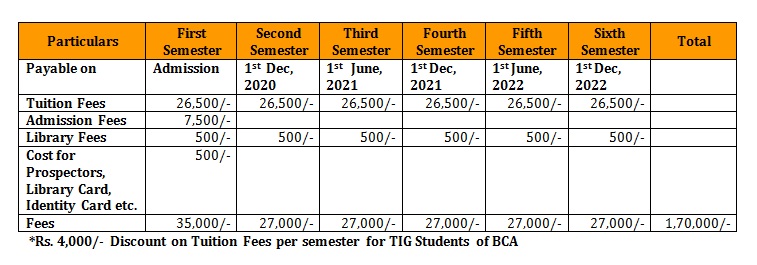 Particulars First Semester Second Semester Third Semester Fourth Semester Fifth Semester Sixth Semester Total
Payable on Admission 1st Dec, 2020 1st June, 2021 1st Dec, 2021 1st June, 2022 1st Dec, 2022
Tuition Fees 26,500/- 26,500/- 26,500/- 26,500/- 26,500/- 26,500/-
Admission Fees 7,500/-
Library Fees 500/- 500/- 500/- 500/- 500/- 500/-
Cost for Prospectors, Library Card, Identity Card etc. 500/-
Fees 35,000/- 27,000/- 27,000/- 27,000/- 27,000/- 27,000/- 1,70,000/-
*Rs. 4,000/- Discount on Tuition Fees per semester for TIG Students of BCA